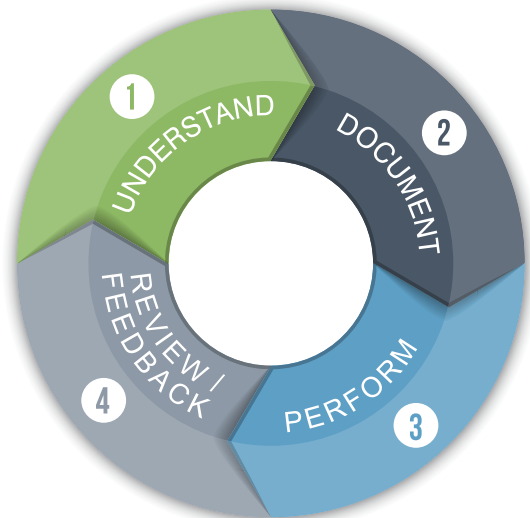 1
UNDERSTAND
2
DOCUMENT
3
PERFORM
4
REVIEW /
FEEDBACK